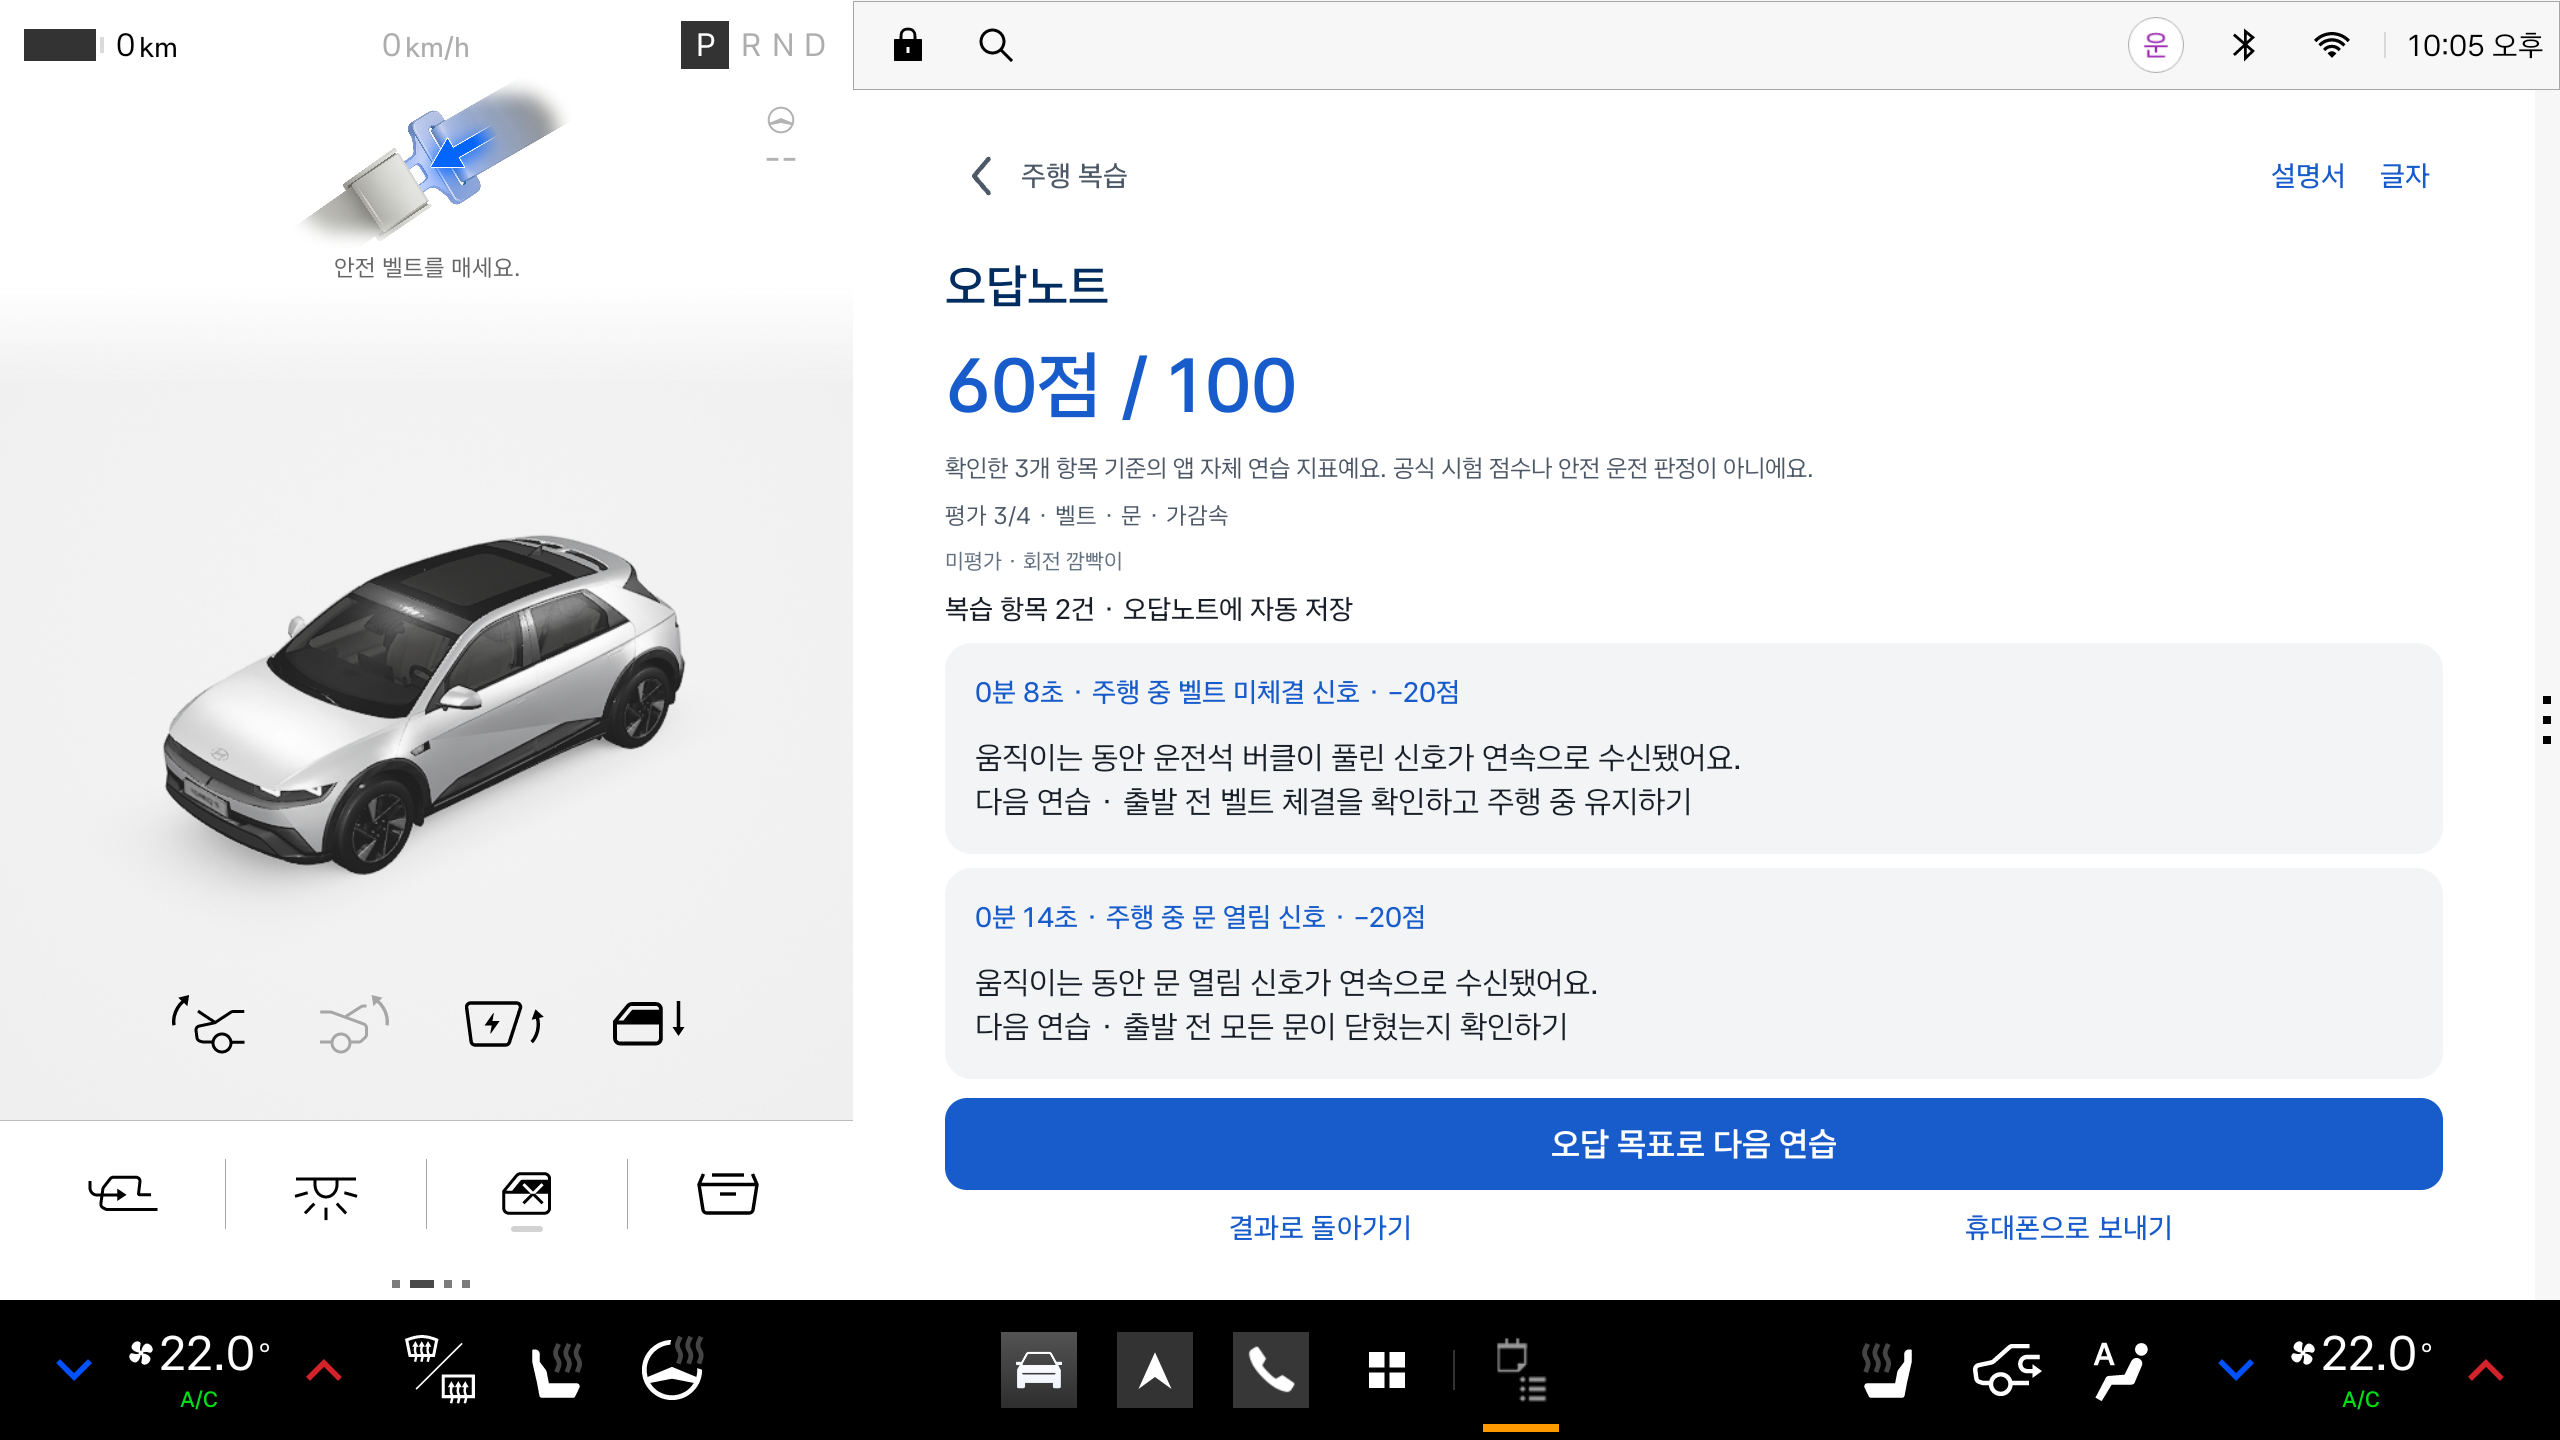 0 km
0 km/h
P R N D
운
10:05 오후
안전 벨트를 매세요.
주행 복습
설명서
글자
오답노트
60점 / 100
확인한 3개 항목 기준의 앱 자체 연습 지표예요. 공식 시험 점수나 안전 운전 판정이 아니에요.
평가 3/4 · 벨트 · 문 · 가감속
미평가 · 회전 깜빡이
복습 항목 2건 · 오답노트에 자동 저장
0분 8초 · 주행 중 벨트 미체결 신호 · −20점
움직이는 동안 운전석 버클이 풀린 신호가 연속으로 수신됐어요.
다음 연습 · 출발 전 벨트 체결을 확인하고 주행 중 유지하기
0분 14초 · 주행 중 문 열림 신호 · −20점
움직이는 동안 문 열림 신호가 연속으로 수신됐어요.
다음 연습 · 출발 전 모든 문이 닫혔는지 확인하기
오답 목표로 다음 연습
결과로 돌아가기
휴대폰으로 보내기
22.0°
A/C
A
22.0°
A/C